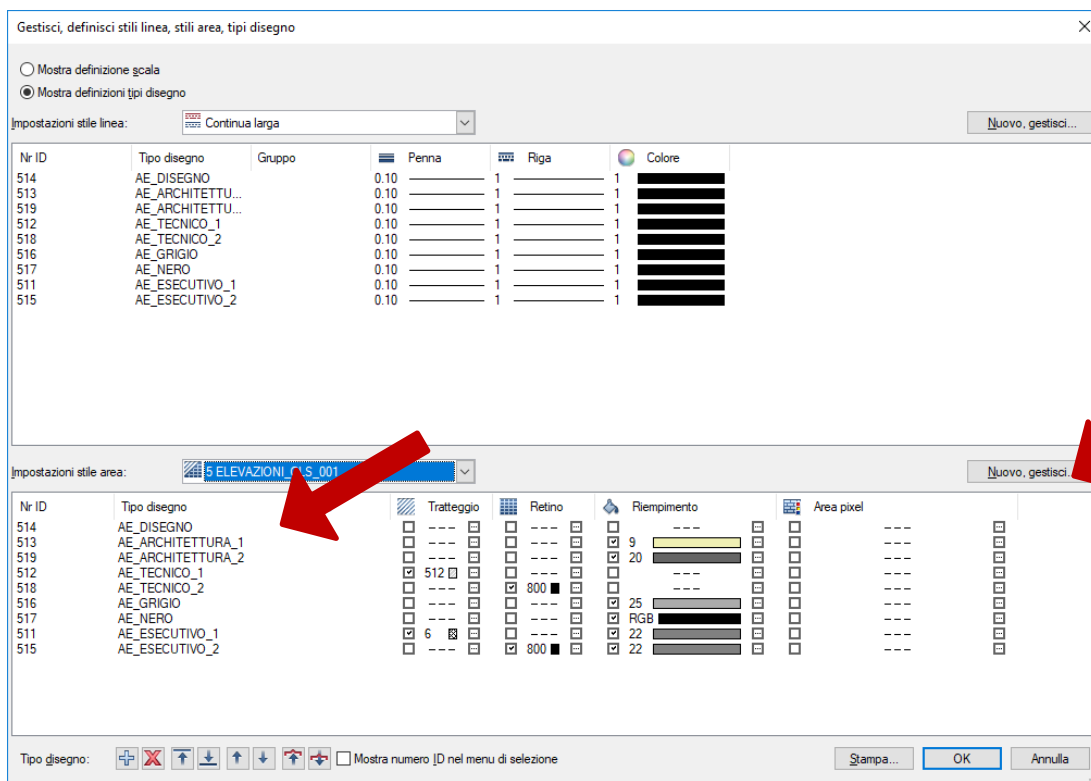 Gestisci, definisci stili linea, stili area, tipi disegno
Mostra definizione scala
Mostra definizioni tipi disegno
Impostazioni stile linea: Continua larga Nuovo, gestisci...
Nr ID Tipo disegno Gruppo Penna Riga Colore
514 AE_DISEGNO 0.10 1 1
513 AE_ARCHITETTU... 0.10 1 1
519 AE_ARCHITETTU... 0.10 1 1
512 AE_TECNICO_1 0.10 1 1
518 AE_TECNICO_2 0.10 1 1
516 AE_GRIGIO 0.10 1 1
517 AE_NERO 0.10 1 1
511 AE_ESECUTIVO_1 0.10 1 1
515 AE_ESECUTIVO_2 0.10 1 1
Impostazioni stile area: 5 ELEVAZIONI_CLS_001 Nuovo, gestisci...
Nr ID Tipo disegno Tratteggio Retino Riempimento Area pixel
514 AE_DISEGNO --- --- --- ---
513 AE_ARCHITETTURA_1 --- --- 9 ---
519 AE_ARCHITETTURA_2 --- --- 20 ---
512 AE_TECNICO_1 512 --- --- ---
518 AE_TECNICO_2 --- 800 --- ---
516 AE_GRIGIO --- --- 25 ---
517 AE_NERO --- --- RGB ---
511 AE_ESECUTIVO_1 6 --- 22 ---
515 AE_ESECUTIVO_2 --- 800 22 ---
Tipo disegno: Mostra numero ID nel menu di selezione Stampa... OK Annulla